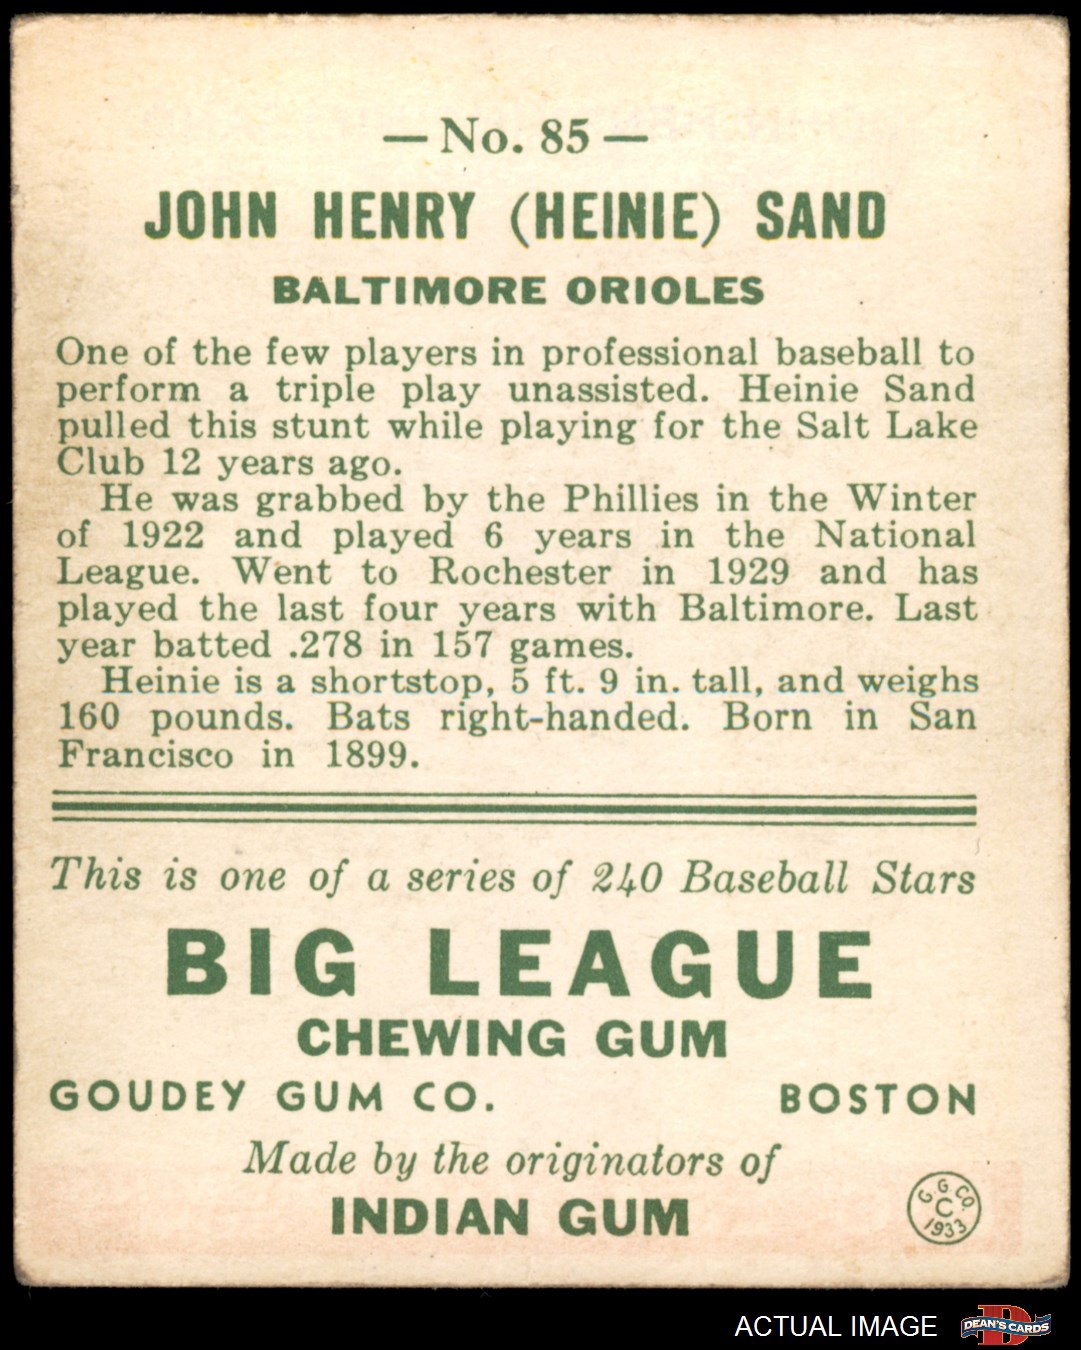 — No. 85 —
JOHN HENRY (HEINIE) SAND
BALTIMORE ORIOLES
One of the few players in professional baseball to
perform a triple play unassisted. Heinie Sand
pulled this stunt while playing for the Salt Lake
Club 12 years ago.
He was grabbed by the Phillies in the Winter
of 1922 and played 6 years in the National
League. Went to Rochester in 1929 and has
played the last four years with Baltimore. Last
year batted .278 in 157 games.
Heinie is a shortstop, 5 ft. 9 in. tall, and weighs
160 pounds. Bats right-handed. Born in San
Francisco in 1899.
This is one of a series of 240 Baseball Stars
BIG LEAGUE
CHEWING GUM
GOUDEY GUM CO. BOSTON
Made by the originators of
INDIAN GUM
G. G. CO.
C
1933
ACTUAL IMAGE
D
DEAN'S CARDS